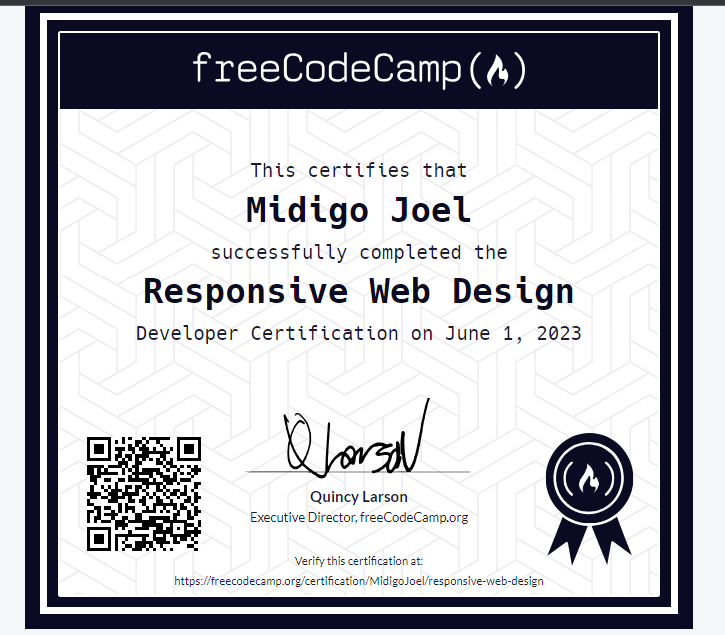 freeCodeCamp
This certifies that
Midigo Joel
successfully completed the
Responsive Web Design
Developer Certification on June 1, 2023
Quincy Larson
Executive Director, freeCodeCamp.org
Verify this certification at:
https://freecodecamp.org/certification/MidigoJoel/responsive-web-design